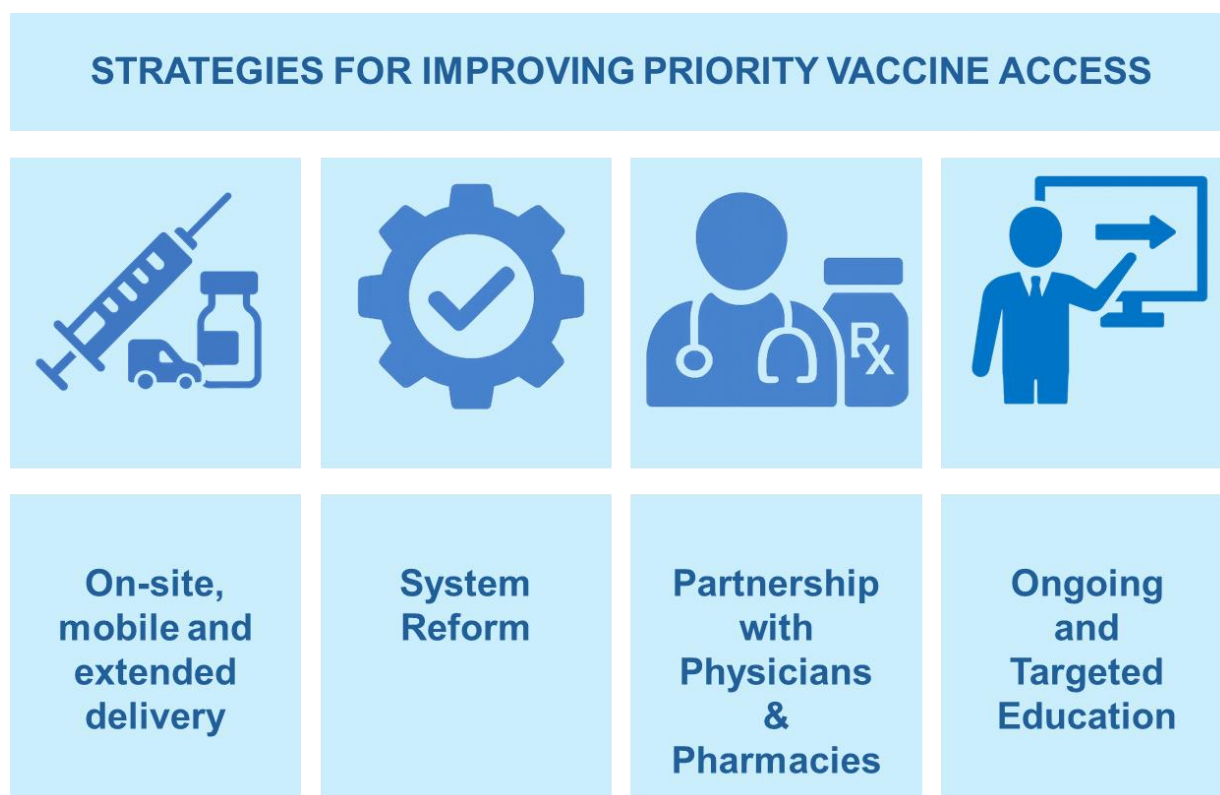 STRATEGIES FOR IMPROVING PRIORITY VACCINE ACCESS
Rx
On-site,
mobile and
extended
delivery
System
Reform
Partnership
with
Physicians
&
Pharmacies
Ongoing
and
Targeted
Education